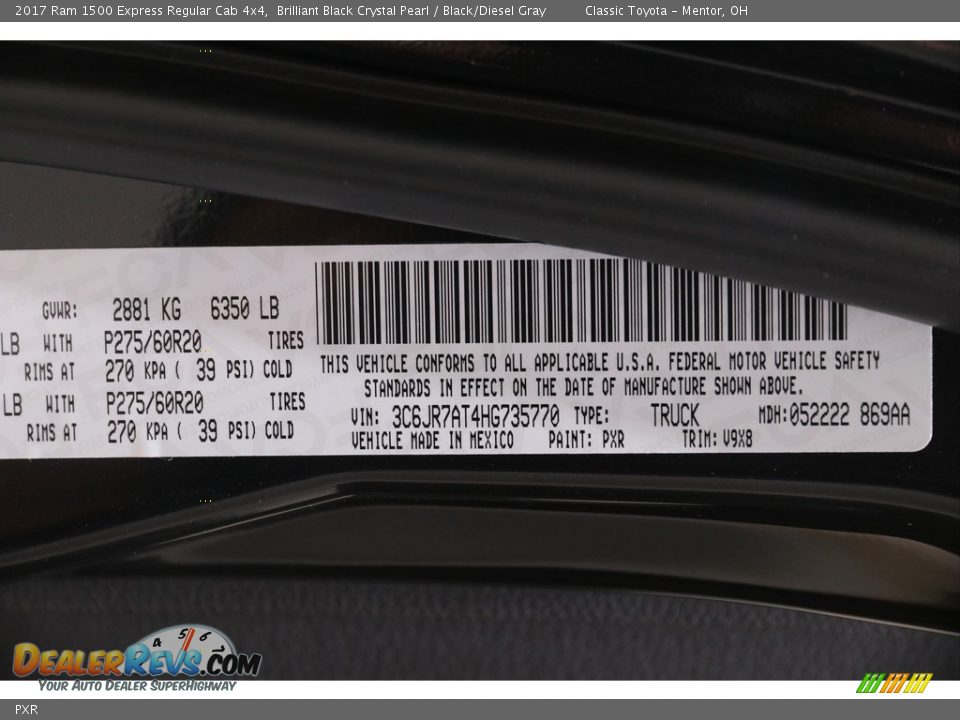 2017 Ram 1500 Express Regular Cab 4x4, Brilliant Black Crystal Pearl / Black/Diesel Gray Classic Toyota - Mentor, OH
GVWR: 2881 KG 6350 LB
LB WITH P275/60R20 TIRES
RIMS AT 270 KPA ( 39 PSI) COLD
LB WITH P275/60R20 TIRES
RIMS AT 270 KPA ( 39 PSI) COLD
THIS VEHICLE CONFORMS TO ALL APPLICABLE U.S.A. FEDERAL MOTOR VEHICLE SAFETY
STANDARDS IN EFFECT ON THE DATE OF MANUFACTURE SHOWN ABOVE.
VIN: 3C6JR7AT4HG735770 TYPE: TRUCK MDH: 052222 869AA
VEHICLE MADE IN MEXICO PAINT: PXR TRIM: V9X8
4 5 6
DEALERREVS.COM
YOUR AUTO DEALER SUPERHIGHWAY
PXR